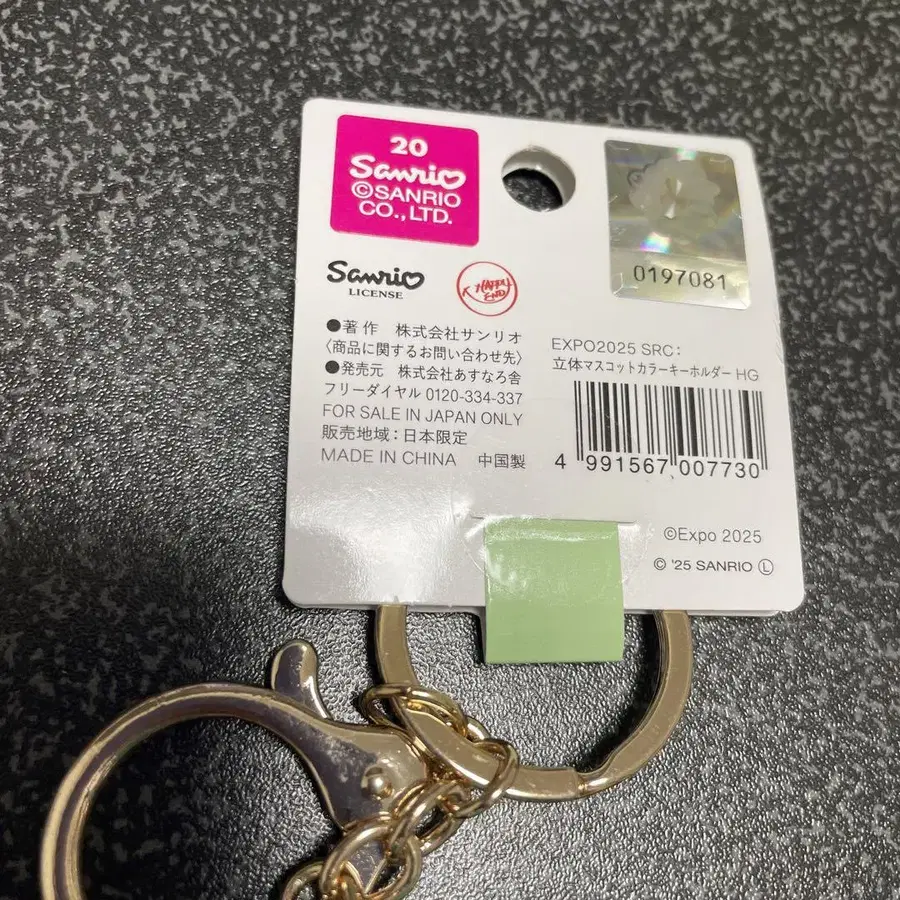 20
Sanrio
©SANRIO
CO.,LTD.
0197081
Sanrio
LICENSE
HAPPY
END
●著作 株式会社サンリオ
〈商品に関するお問い合わせ先〉
●発売元 株式会社あすなろ舎
フリーダイヤル 0120-334-337
FOR SALE IN JAPAN ONLY
販売地域:日本限定
MADE IN CHINA 中国製
EXPO2025 SRC:
立体マスコットカラーキーホルダー HG
4 991567 007730
©Expo 2025
© '25 SANRIO Ⓛ